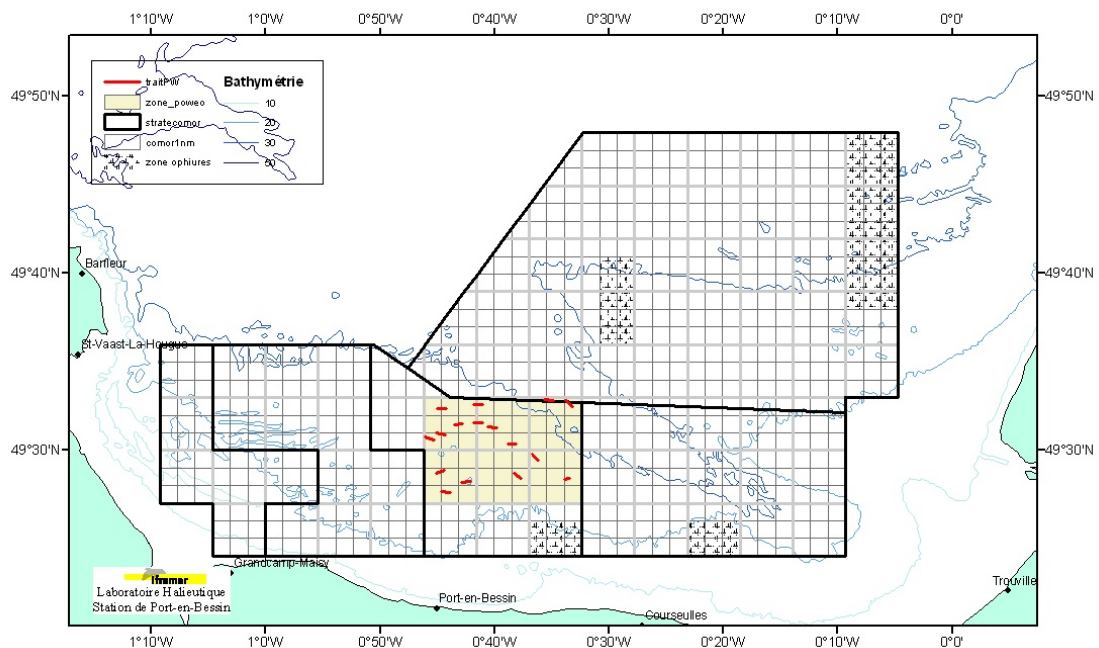 1°10'W 1°0'W 0°50'W 0°40'W 0°30'W 0°20'W 0°10'W 0°0'
49°50'N 49°50'N
traitPW Bathymétrie
zone_poweo 10
stratecomor 20
comor1nm 30
zone ophiures 50
49°40'N 49°40'N
Barfleur
St-Vaast-La-Hougue
49°30'N 49°30'N
Grandcamp-Maisy
Ifremer
Laboratoire Halieutique
Station de Port-en-Bessin
Port-en-Bessin
Courseulles
Trouville
1°10'W 1°0'W 0°50'W 0°40'W 0°30'W 0°20'W 0°10'W 0°0'